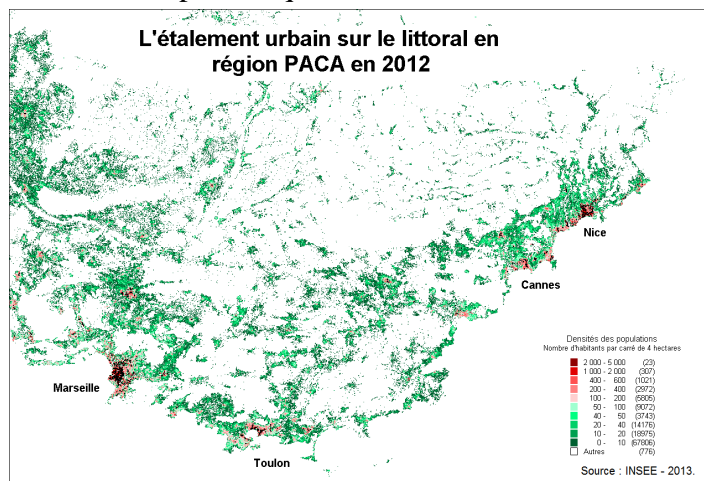 L'étalement urbain sur le littoral en
région PACA en 2012
Nice
Cannes
Marseille
Toulon
Densités des populations
Nombre d'habitants par carré de 4 hectares
2 000 - 5 000 (23)
1 000 - 2 000 (307)
400 - 600 (1021)
200 - 400 (2972)
100 - 200 (5805)
50 - 100 (9072)
40 - 50 (3743)
20 - 40 (14176)
10 - 20 (18975)
0 - 10 (67806)
Autres (776)
Source : INSEE - 2013.